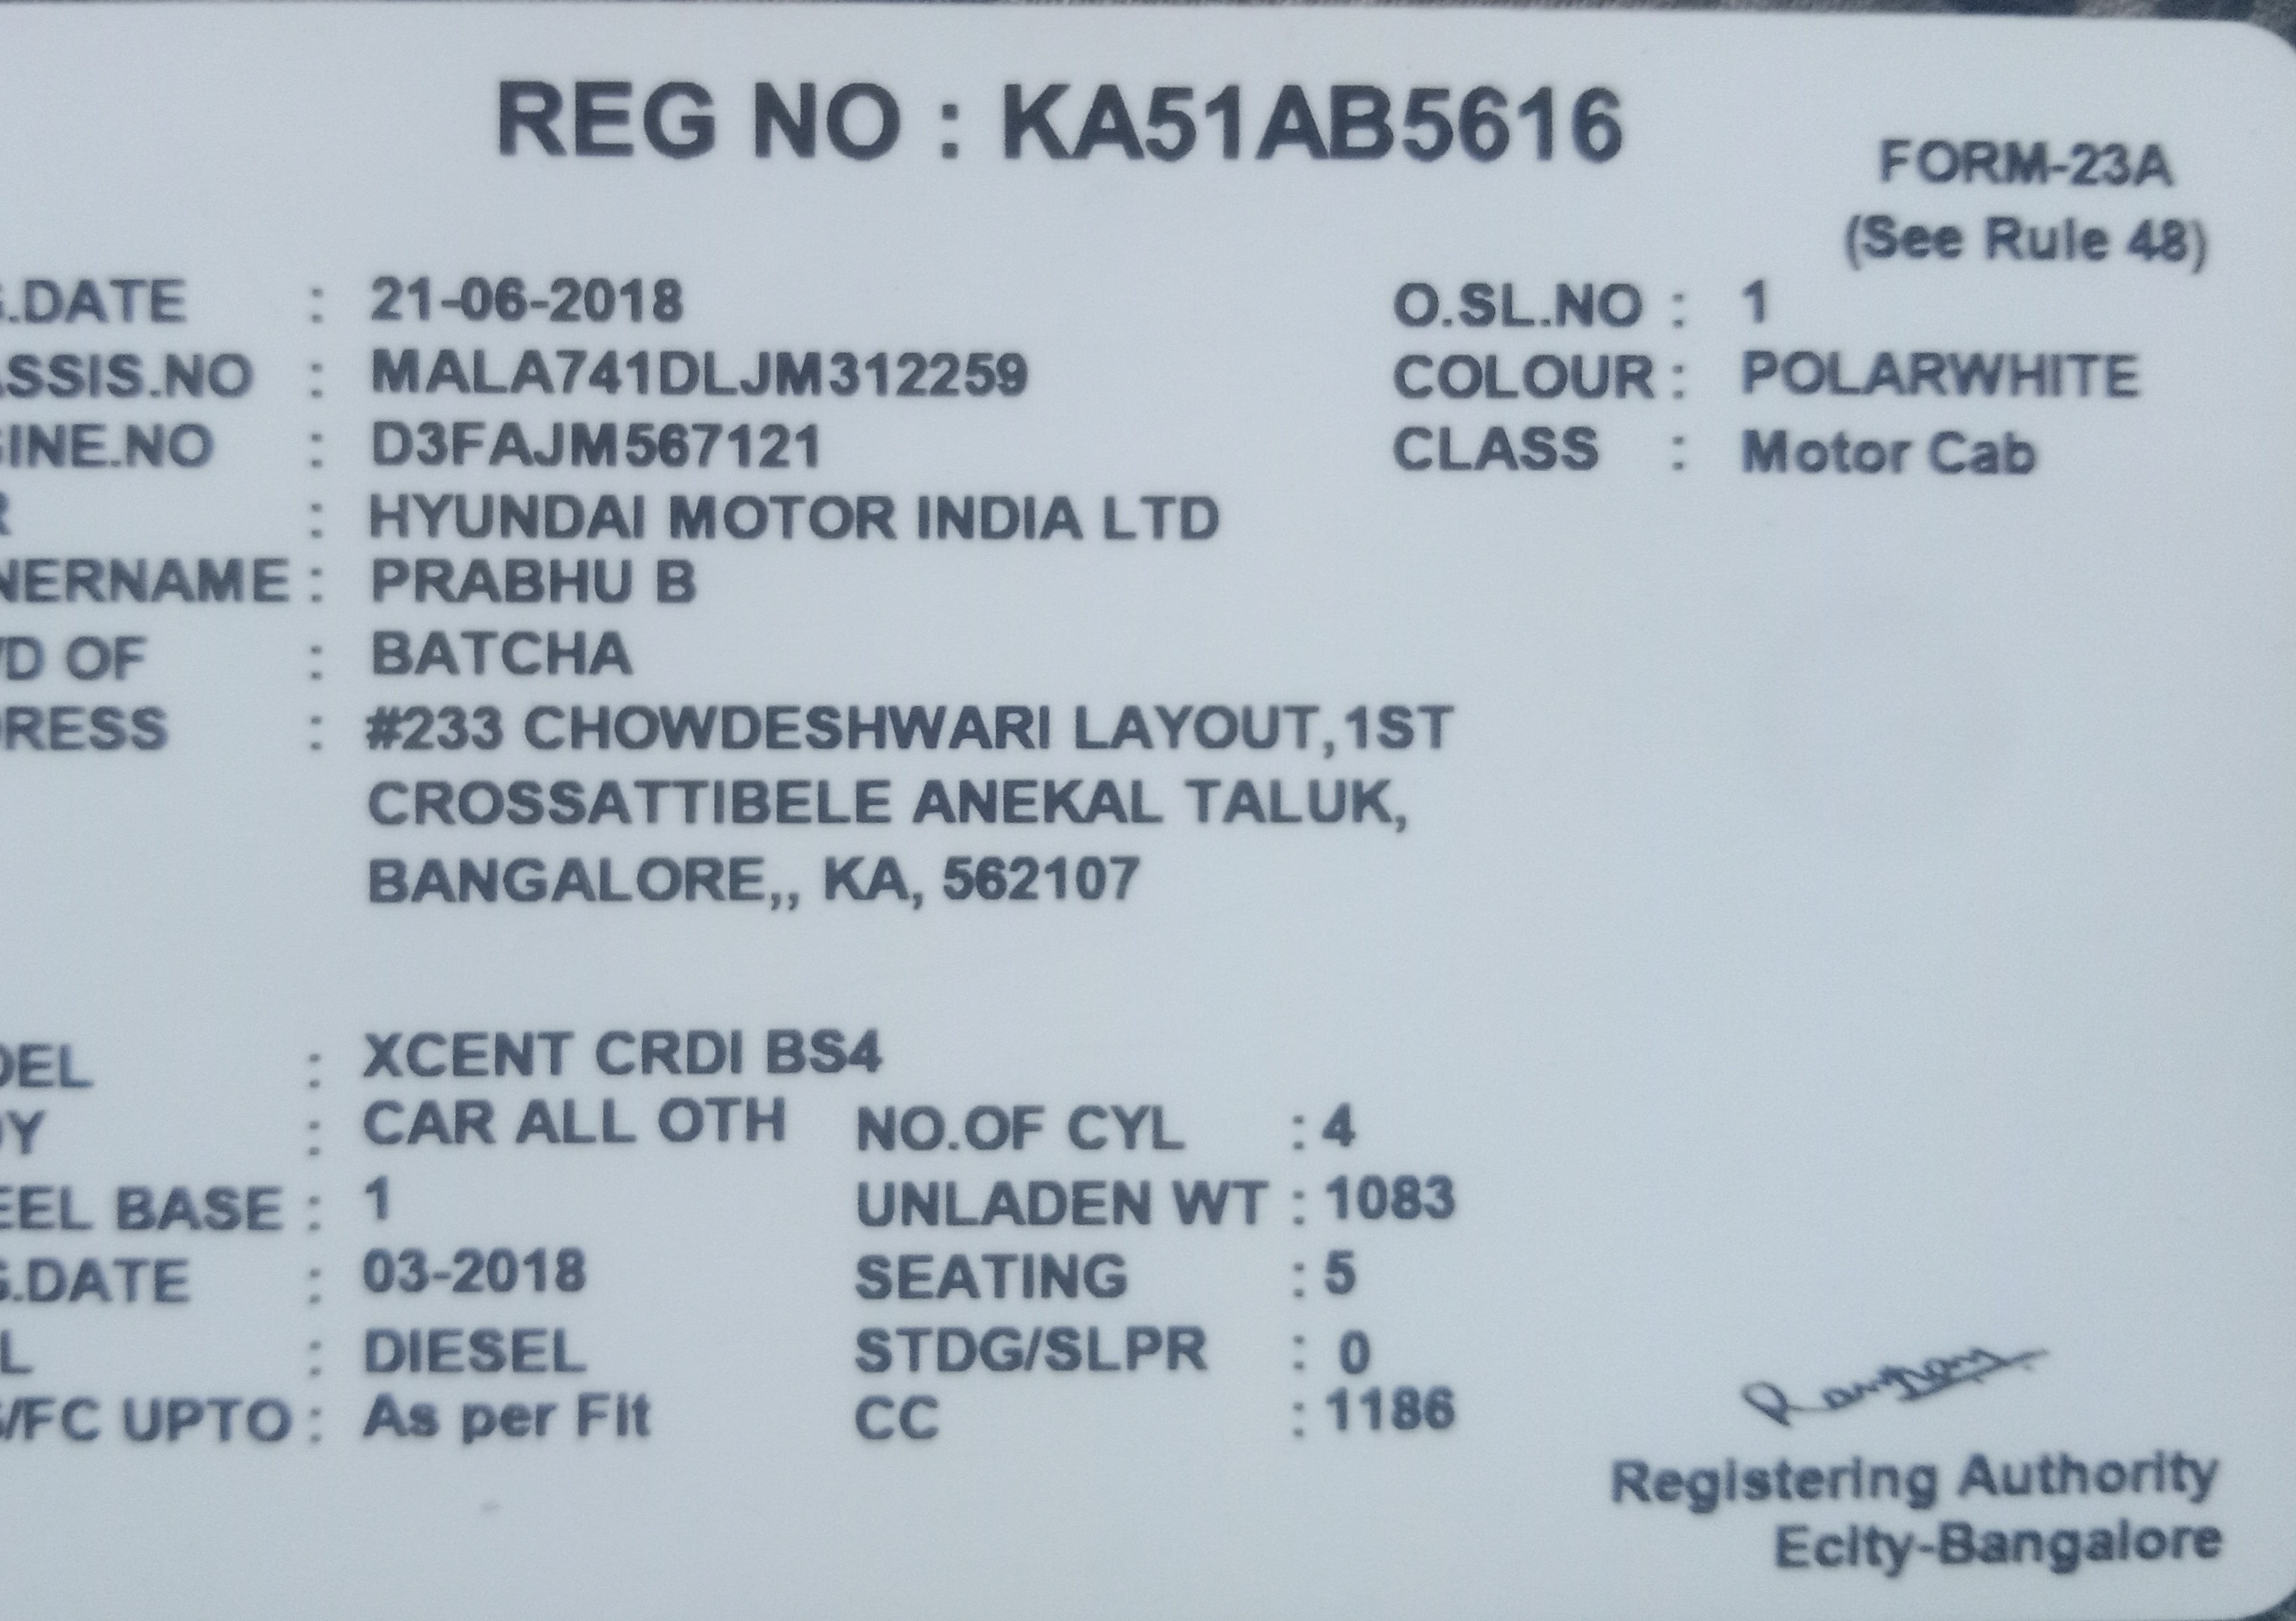 REG NO : KA51AB5616
FORM-23A
(See Rule 48)
G.DATE : 21-06-2018 O.SL.NO : 1
ASSIS.NO : MALA741DLJM312259 COLOUR : POLARWHITE
GINE.NO : D3FAJM567121 CLASS : Motor Cab
R : HYUNDAI MOTOR INDIA LTD
NERNAME : PRABHU B
/D OF : BATCHA
DRESS : #233 CHOWDESHWARI LAYOUT,1ST
CROSSATTIBELE ANEKAL TALUK,
BANGALORE,, KA, 562107
DEL : XCENT CRDI BS4
DY : CAR ALL OTH NO.OF CYL : 4
EEL BASE : 1 UNLADEN WT : 1083
G.DATE : 03-2018 SEATING : 5
L : DIESEL STDG/SLPR : 0
G/FC UPTO : As per Fit CC : 1186
Registering Authority
Ecity-Bangalore